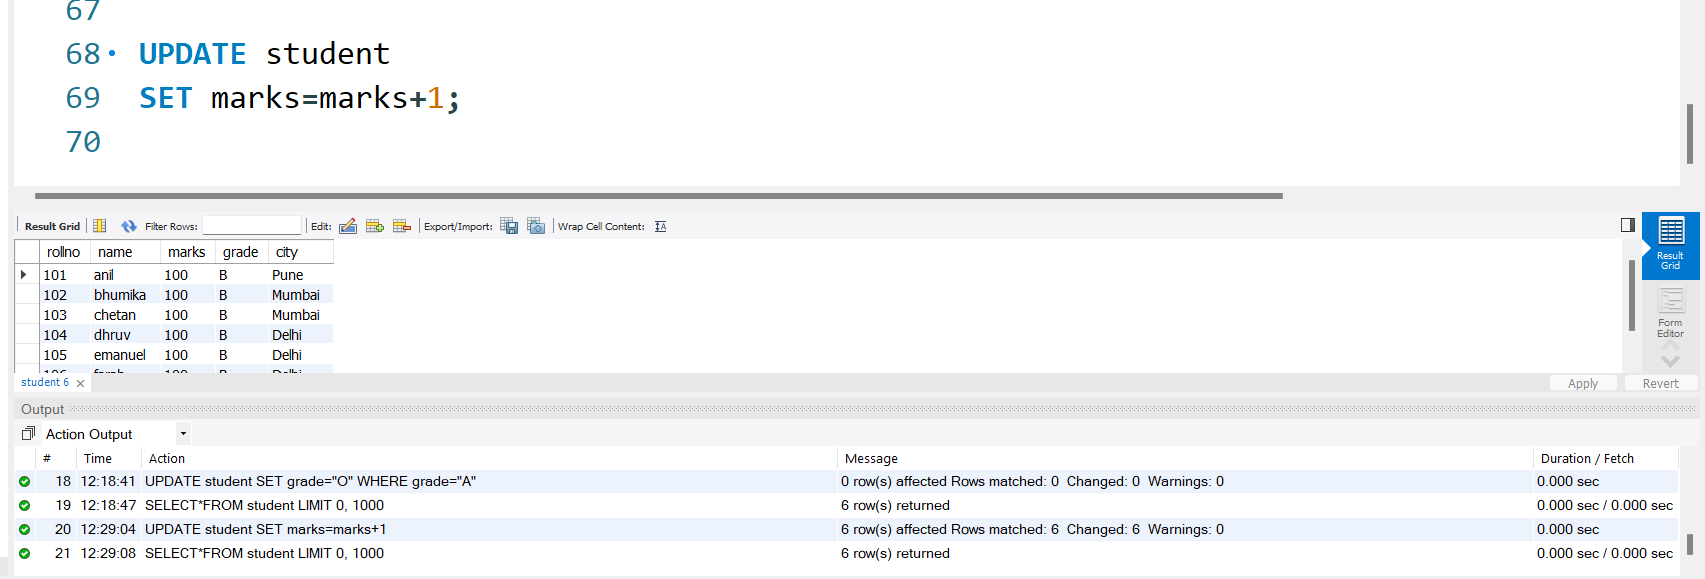 67
68 UPDATE student
69 SET marks=marks+1;
70
Result Grid Filter Rows: Edit: Export/Import: Wrap Cell Content:
rollno name marks grade city
101 anil 100 B Pune
102 bhumika 100 B Mumbai
103 chetan 100 B Mumbai
104 dhruv 100 B Delhi
105 emanuel 100 B Delhi
Result
Grid
Form
Editor
student 6
Apply Revert
Output
Action Output
# Time Action Message Duration / Fetch
18 12:18:41 UPDATE student SET grade="O" WHERE grade="A" 0 row(s) affected Rows matched: 0 Changed: 0 Warnings: 0 0.000 sec
19 12:18:47 SELECT*FROM student LIMIT 0, 1000 6 row(s) returned 0.000 sec / 0.000 sec
20 12:29:04 UPDATE student SET marks=marks+1 6 row(s) affected Rows matched: 6 Changed: 6 Warnings: 0 0.000 sec
21 12:29:08 SELECT*FROM student LIMIT 0, 1000 6 row(s) returned 0.000 sec / 0.000 sec